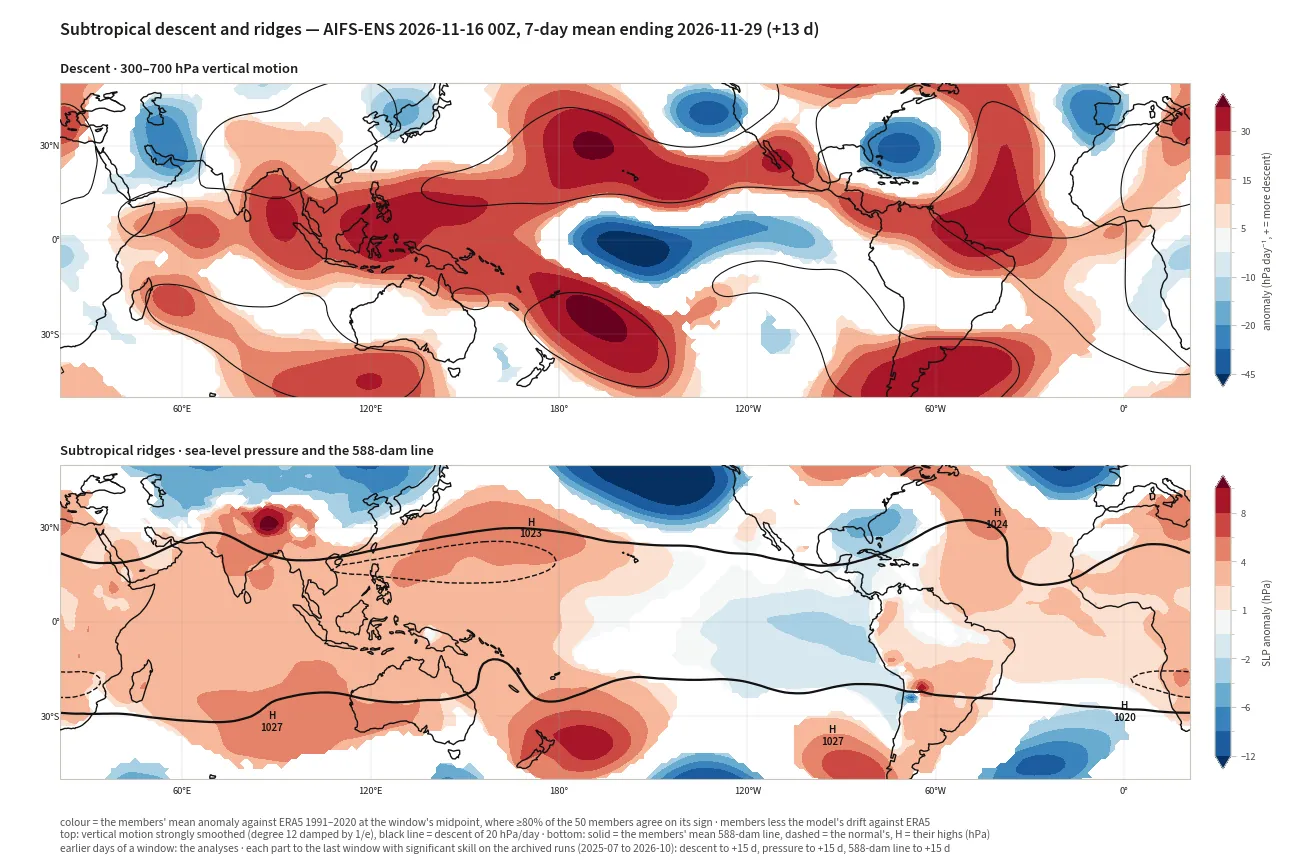 Subtropical descent and ridges — AIFS-ENS 2026-11-16 00Z, 7-day mean ending 2026-11-29 (+13 d)
Descent · 300–700 hPa vertical motion
30°N
0°
30°S
60°E
120°E
180°
120°W
60°W
0°
30
15
5
−10
−20
−45
anomaly (hPa day⁻¹, + = more descent)
Subtropical ridges · sea-level pressure and the 588-dam line
H
1023
H
1024
H
1027
H
1027
H
1020
30°N
0°
30°S
60°E
120°E
180°
120°W
60°W
0°
8
4
1
−2
−6
−12
SLP anomaly (hPa)
colour = the members' mean anomaly against ERA5 1991–2020 at the window's midpoint, where ≥80% of the 50 members agree on its sign · members less the model's drift against ERA5
top: vertical motion strongly smoothed (degree 12 damped by 1/e), black line = descent of 20 hPa/day · bottom: solid = the members' mean 588-dam line, dashed = the normal's, H = their highs (hPa)
earlier days of a window: the analyses · each part to the last window with significant skill on the archived runs (2025-07 to 2026-10): descent to +15 d, pressure to +15 d, 588-dam line to +15 d